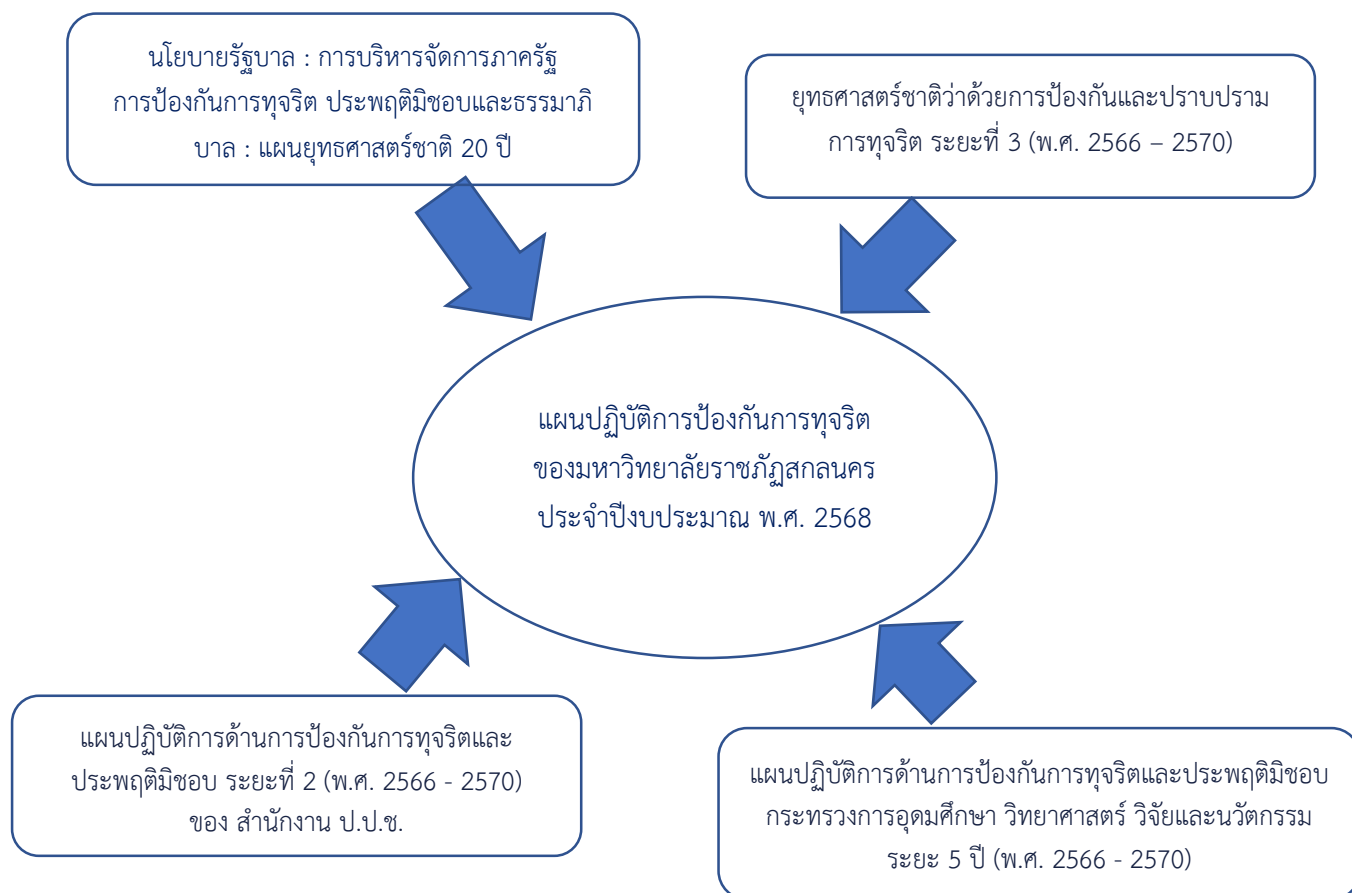 นโยบายรัฐบาล : การบริหารจัดการภาครัฐ
การป้องกันการทุจริต ประพฤติมิชอบและธรรมาภิ
บาล : แผนยุทธศาสตร์ชาติ 20 ปี
ยุทธศาสตร์ชาติว่าด้วยการป้องกันและปราบปราม
การทุจริต ระยะที่ 3 (พ.ศ. 2566 – 2570)
แผนปฏิบัติการป้องกันการทุจริต
ของมหาวิทยาลัยราชภัฏสกลนคร
ประจำปีงบประมาณ พ.ศ. 2568
แผนปฏิบัติการด้านการป้องกันการทุจริตและ
ประพฤติมิชอบ ระยะที่ 2 (พ.ศ. 2566 - 2570)
ของ สำนักงาน ป.ป.ช.
แผนปฏิบัติการด้านการป้องกันการทุจริตและประพฤติมิชอบ
กระทรวงการอุดมศึกษา วิทยาศาสตร์ วิจัยและนวัตกรรม
ระยะ 5 ปี (พ.ศ. 2566 - 2570)